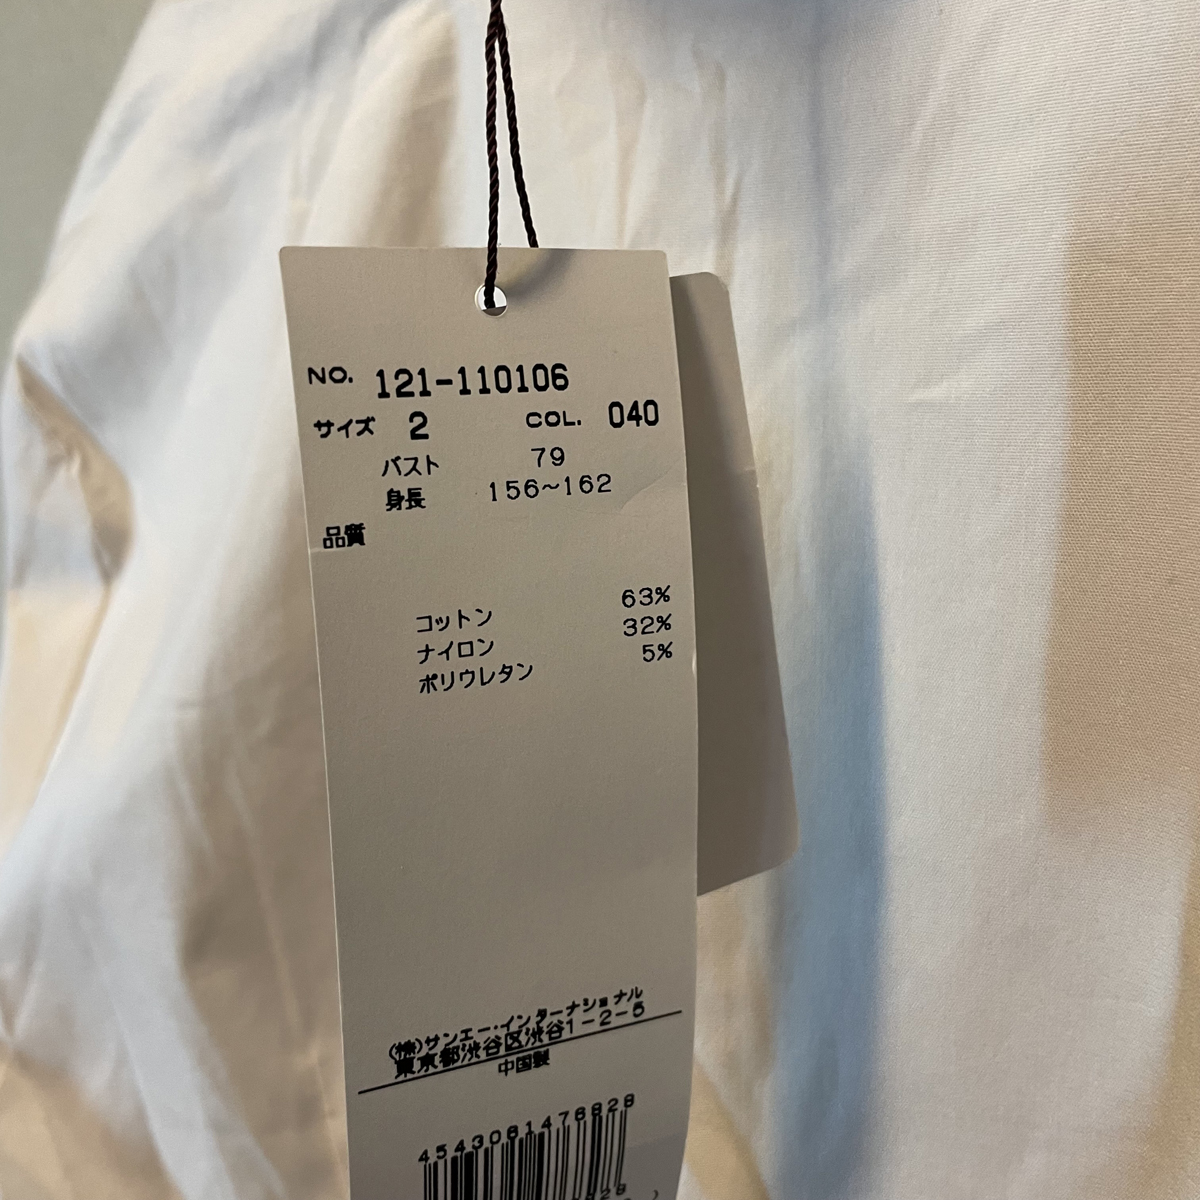 NO. 121-110106
サイズ 2 COL. 040
バスト 79
身長 156~162
品質
コットン 63%
ナイロン 32%
ポリウレタン 5%
(株)サンエー・インターナショナル
東京都渋谷区渋谷1-2-5
中国製
4543081476828